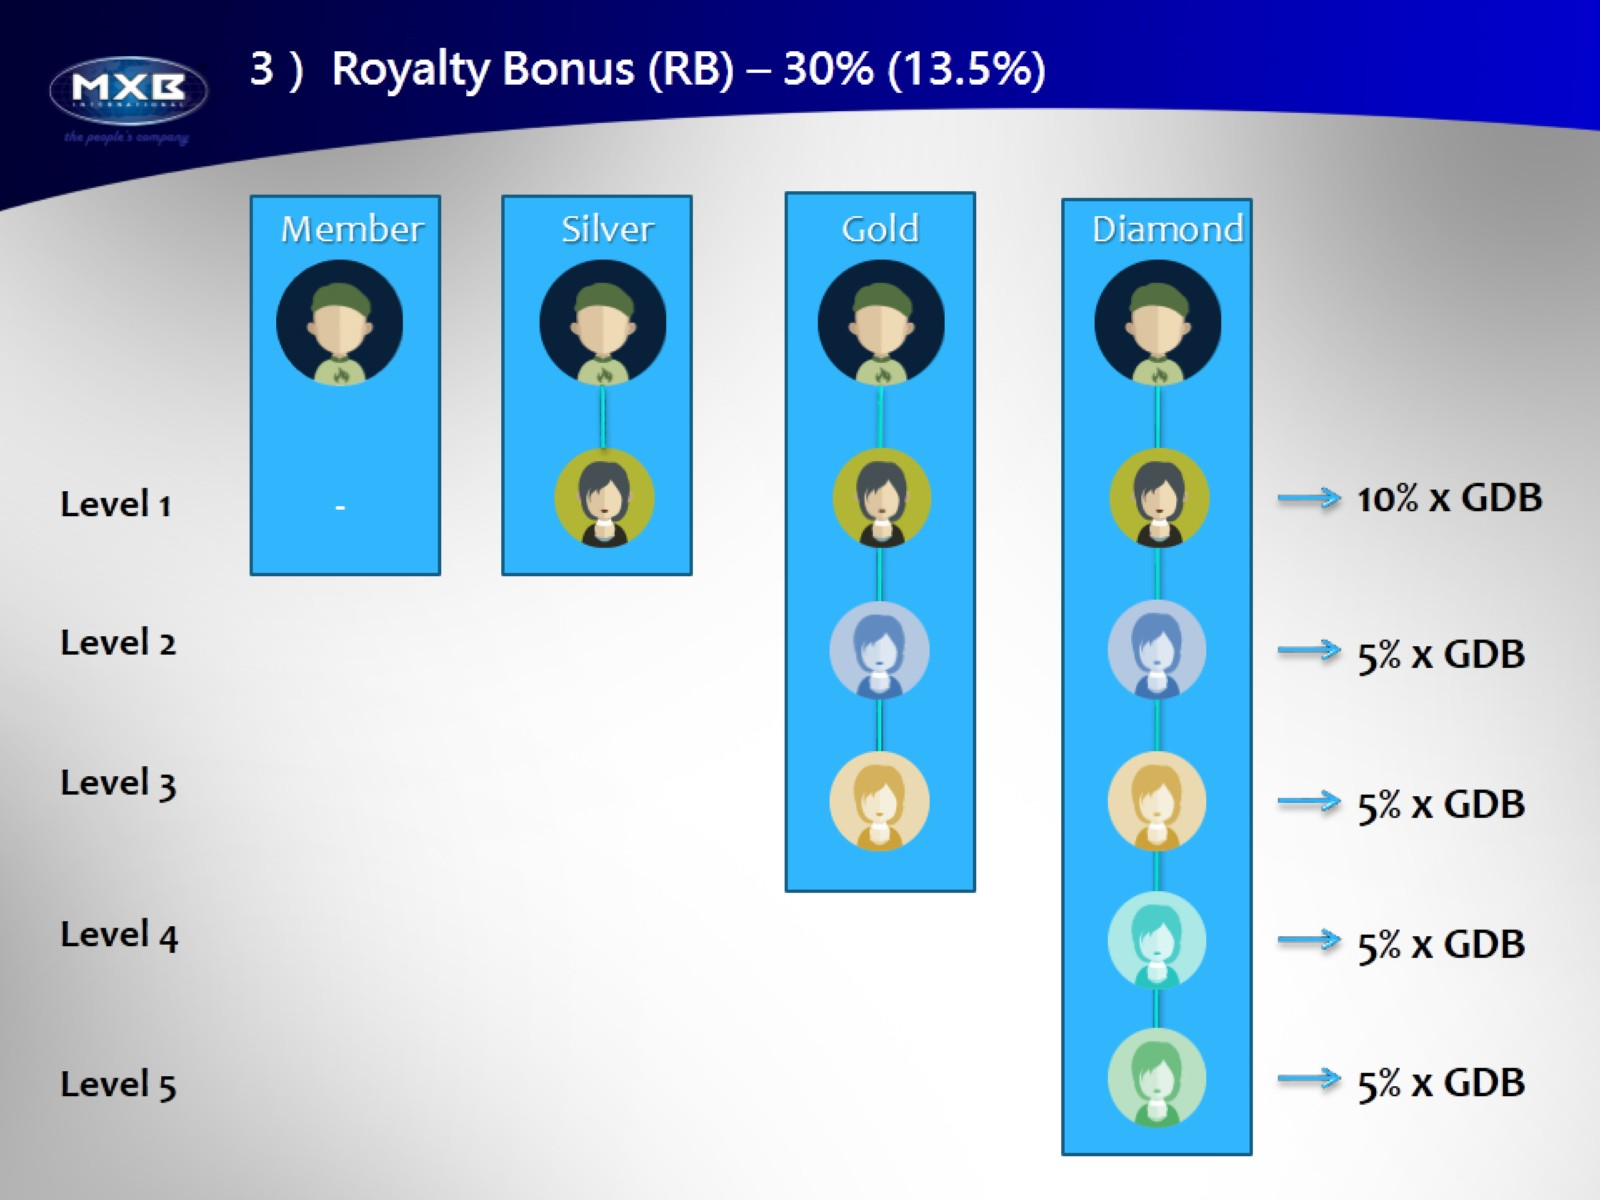 MXB
INTERNATIONAL
the people's company
3 ) Royalty Bonus (RB) – 30% (13.5%)
Member Silver Gold Diamond
Level 1 - 10% x GDB
Level 2 5% x GDB
Level 3 5% x GDB
Level 4 5% x GDB
Level 5 5% x GDB